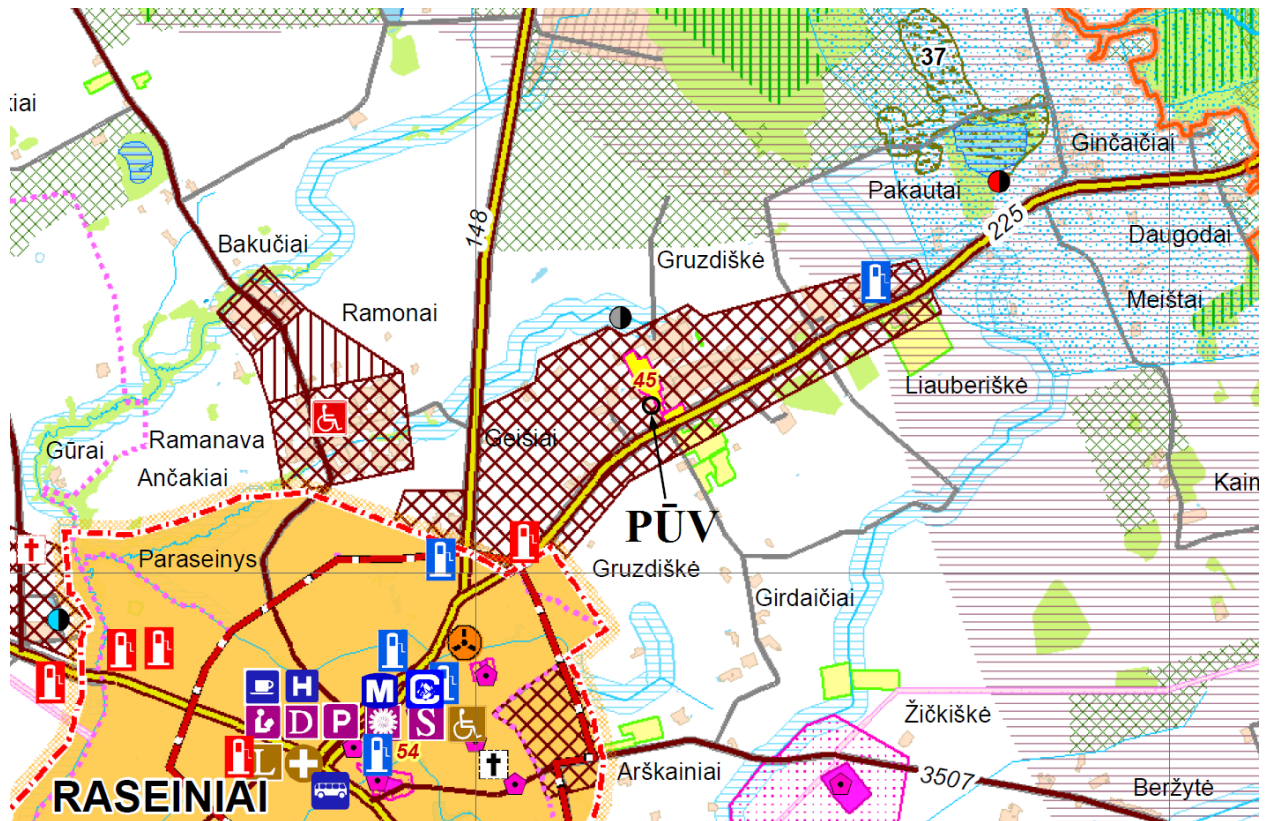 37
kiai
Ginčaičiai
Pakautai
148
225
Bakučiai
Gruzdiškė
Daugodai
Ramonai
Meištai
45
Liauberiškė
Gūrai
Ramanava
Geišiai
Ančakiai
Kain
PŪV
Paraseinys
Gruzdiškė
Girdaičiai
H
M
C
D
P
S
Žičkiškė
L
54
Arškainiai
3507
Beržytė
RASEINIAI